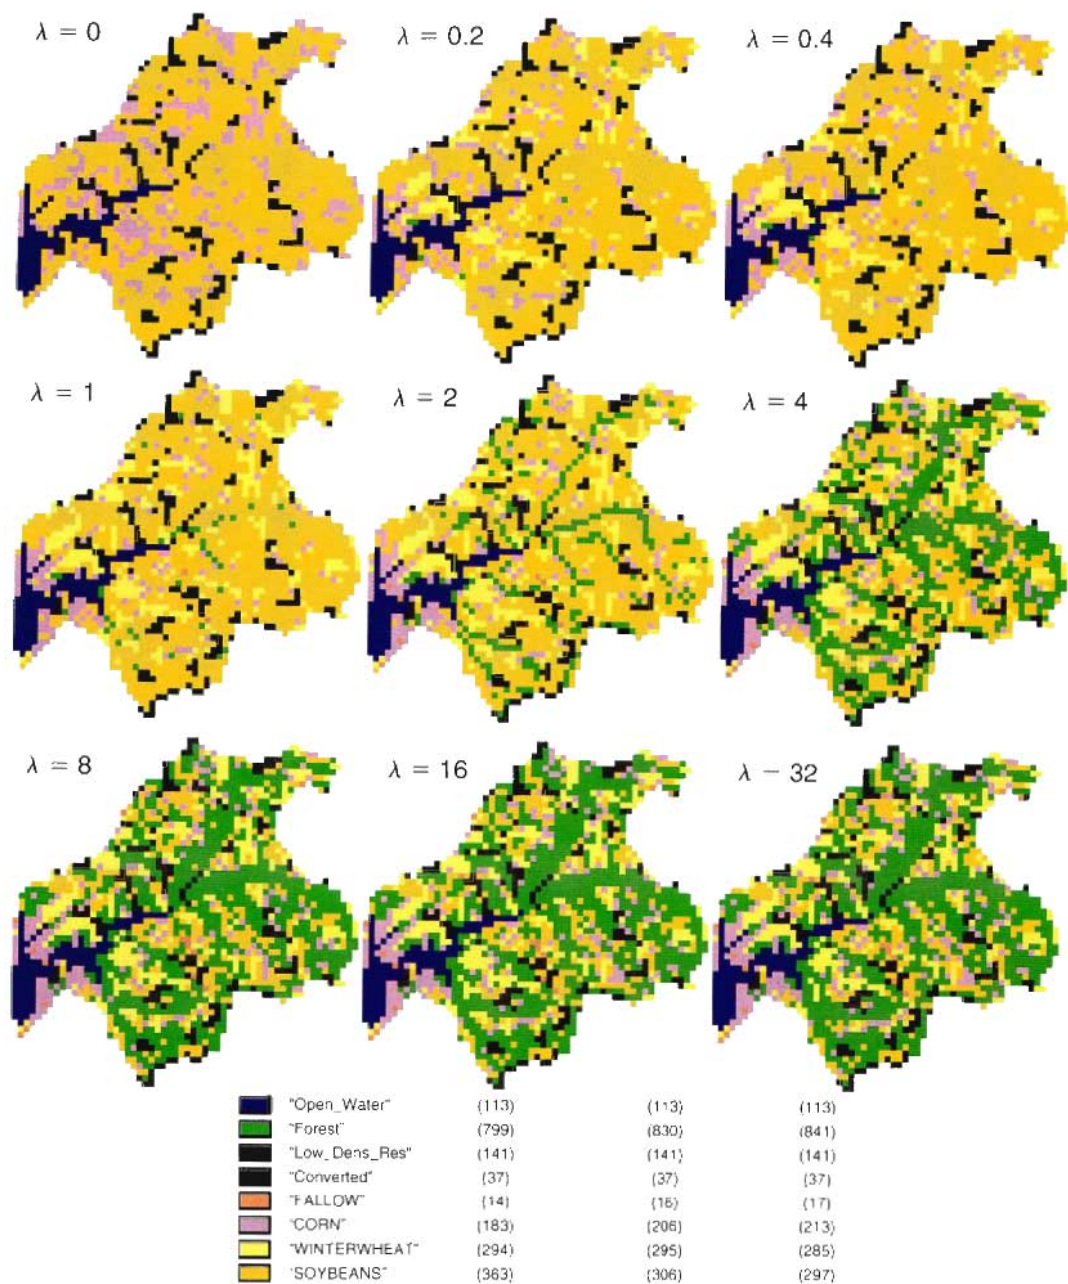 λ = 0 λ = 0.2 λ = 0.4
λ = 1 λ = 2 λ = 4
λ = 8 λ = 16 λ − 32
"Open_Water" (113) (113) (113)
"Forest" (799) (830) (841)
"Low_Dens_Res" (141) (141) (141)
"Converted" (37) (37) (37)
"FALLOW" (14) (16) (17)
"CORN" (183) (206) (213)
"WINTERWHEAT" (294) (295) (285)
"SOYBEANS" (363) (306) (297)